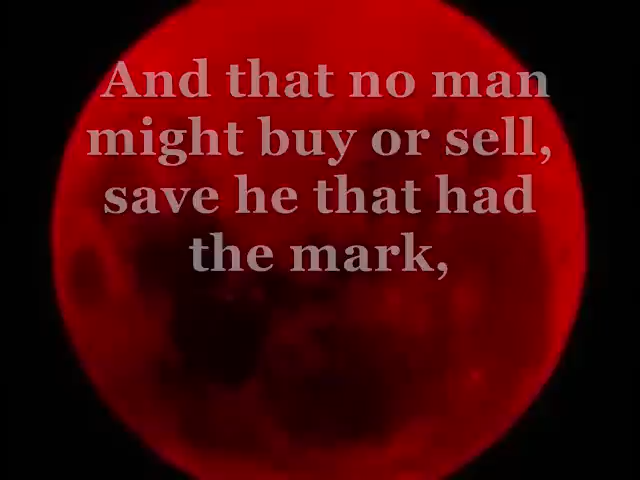 And that no man
might buy or sell,
save he that had
the mark,